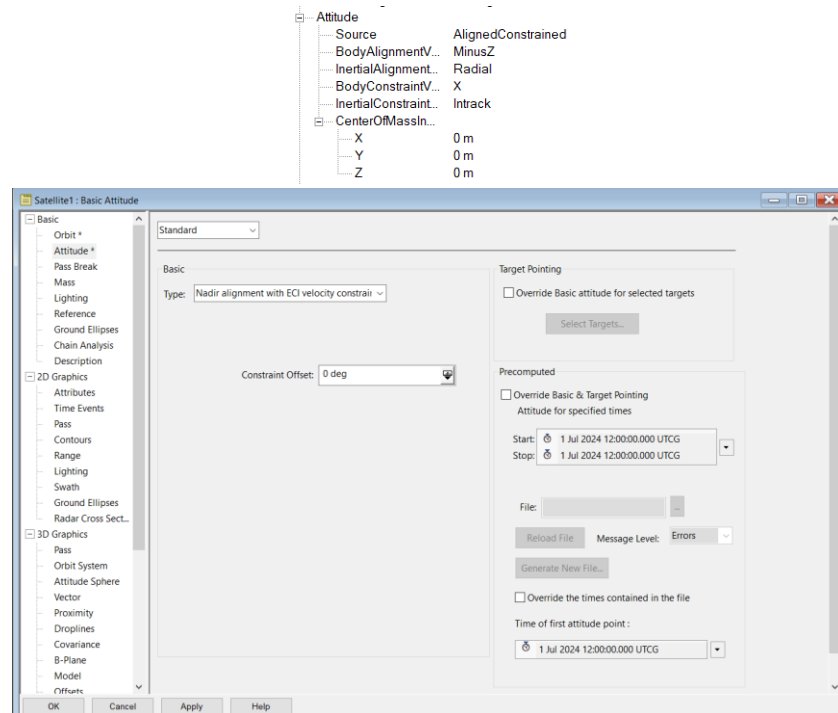 Attitude
Source AlignedConstrained
BodyAlignmentV... MinusZ
InertialAlignment... Radial
BodyConstraintV... X
InertialConstraint... Intrack
CenterOfMassIn...
X 0 m
Y 0 m
Z 0 m
Satellite1 : Basic Attitude
Basic
Orbit *
Attitude *
Pass Break
Mass
Lighting
Reference
Ground Ellipses
Chain Analysis
Description
2D Graphics
Attributes
Time Events
Pass
Contours
Range
Lighting
Swath
Ground Ellipses
Radar Cross Sect...
3D Graphics
Pass
Orbit System
Attitude Sphere
Vector
Proximity
Droplines
Covariance
B-Plane
Model
Offsets
Standard
Basic
Type: Nadir alignment with ECI velocity constrair
Constraint Offset: 0 deg
Target Pointing
Override Basic attitude for selected targets
Select Targets...
Precomputed
Override Basic & Target Pointing
Attitude for specified times
Start: 1 Jul 2024 12:00:00.000 UTCG
Stop: 1 Jul 2024 12:00:00.000 UTCG
File: ...
Reload File Message Level: Errors
Generate New File...
Override the times contained in the file
Time of first attitude point :
1 Jul 2024 12:00:00.000 UTCG
OK Cancel Apply Help